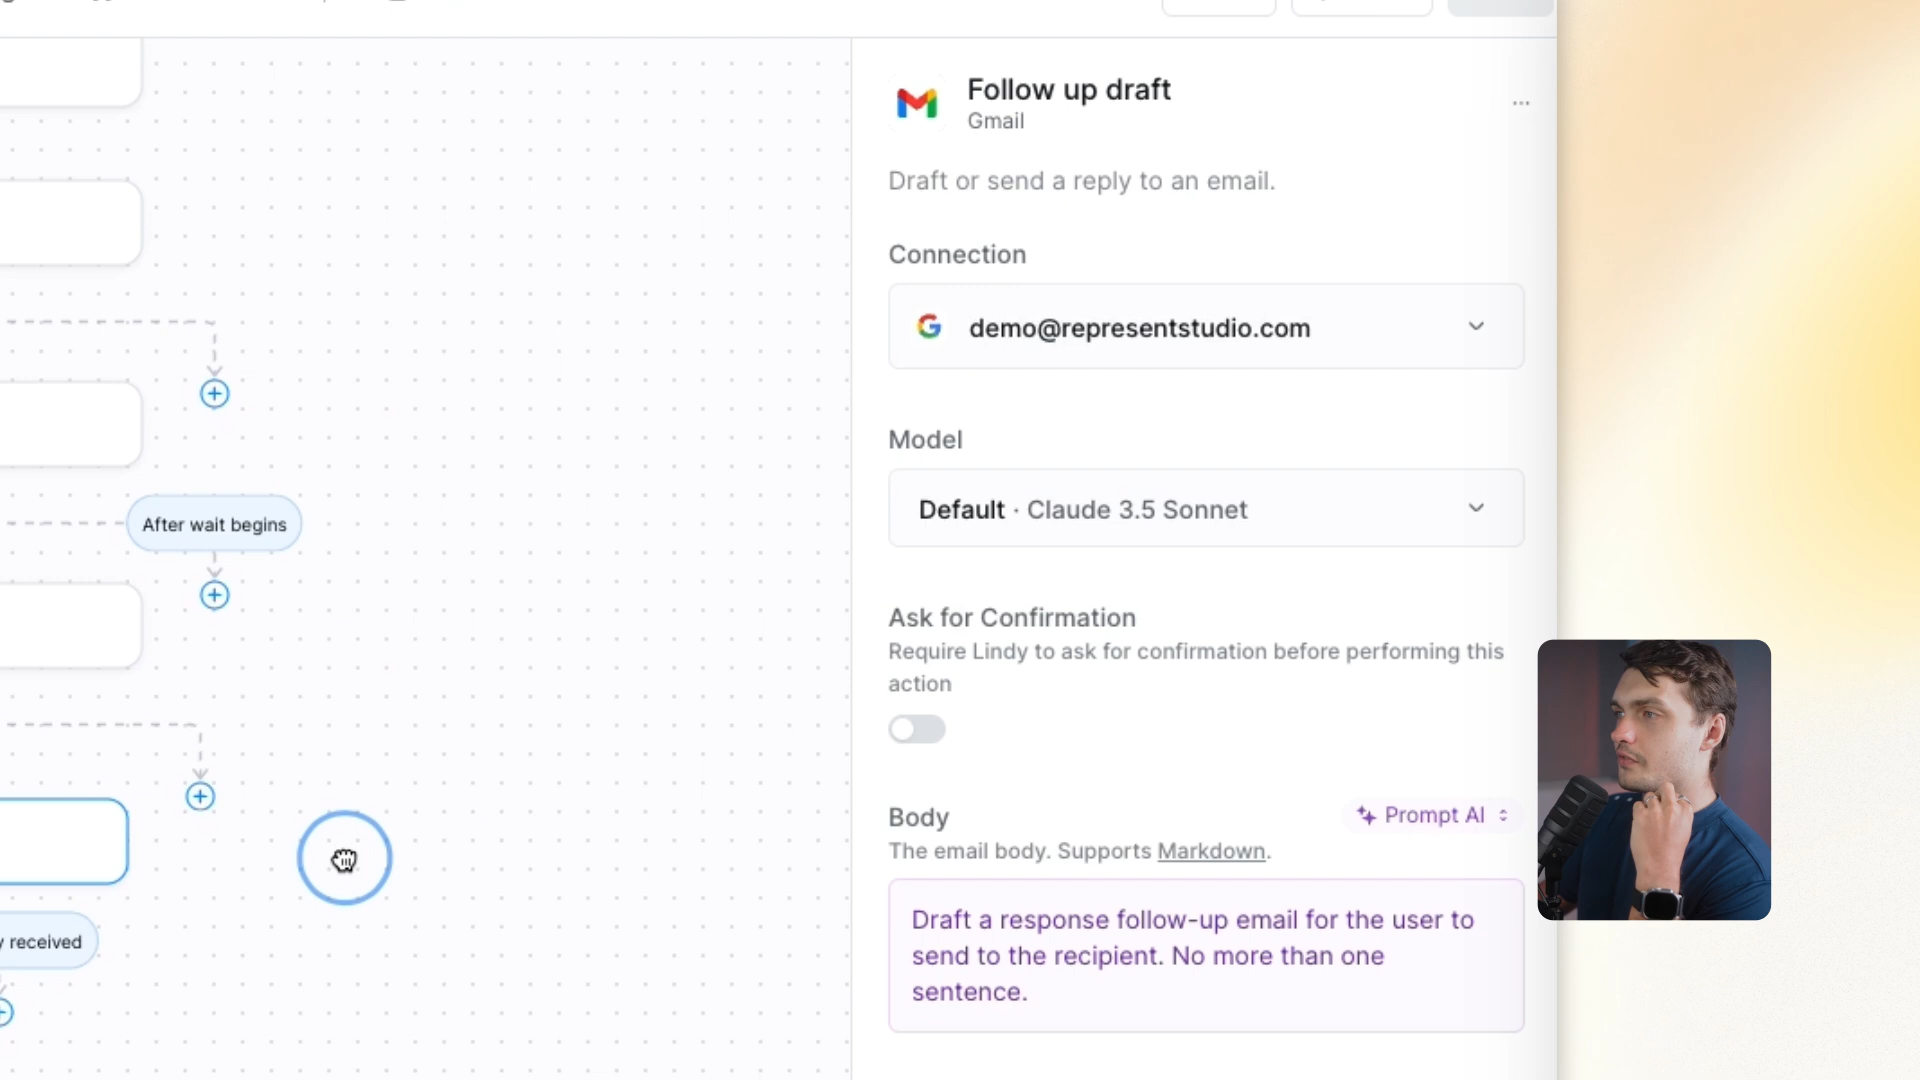 Follow up draft
Gmail
Draft or send a reply to an email.
Connection
demo@representstudio.com
Model
Default · Claude 3.5 Sonnet
After wait begins
Ask for Confirmation
Require Lindy to ask for confirmation before performing this
action
Body
Prompt AI
The email body. Supports Markdown.
received
Draft a response follow-up email for the user to
send to the recipient. No more than one
sentence.